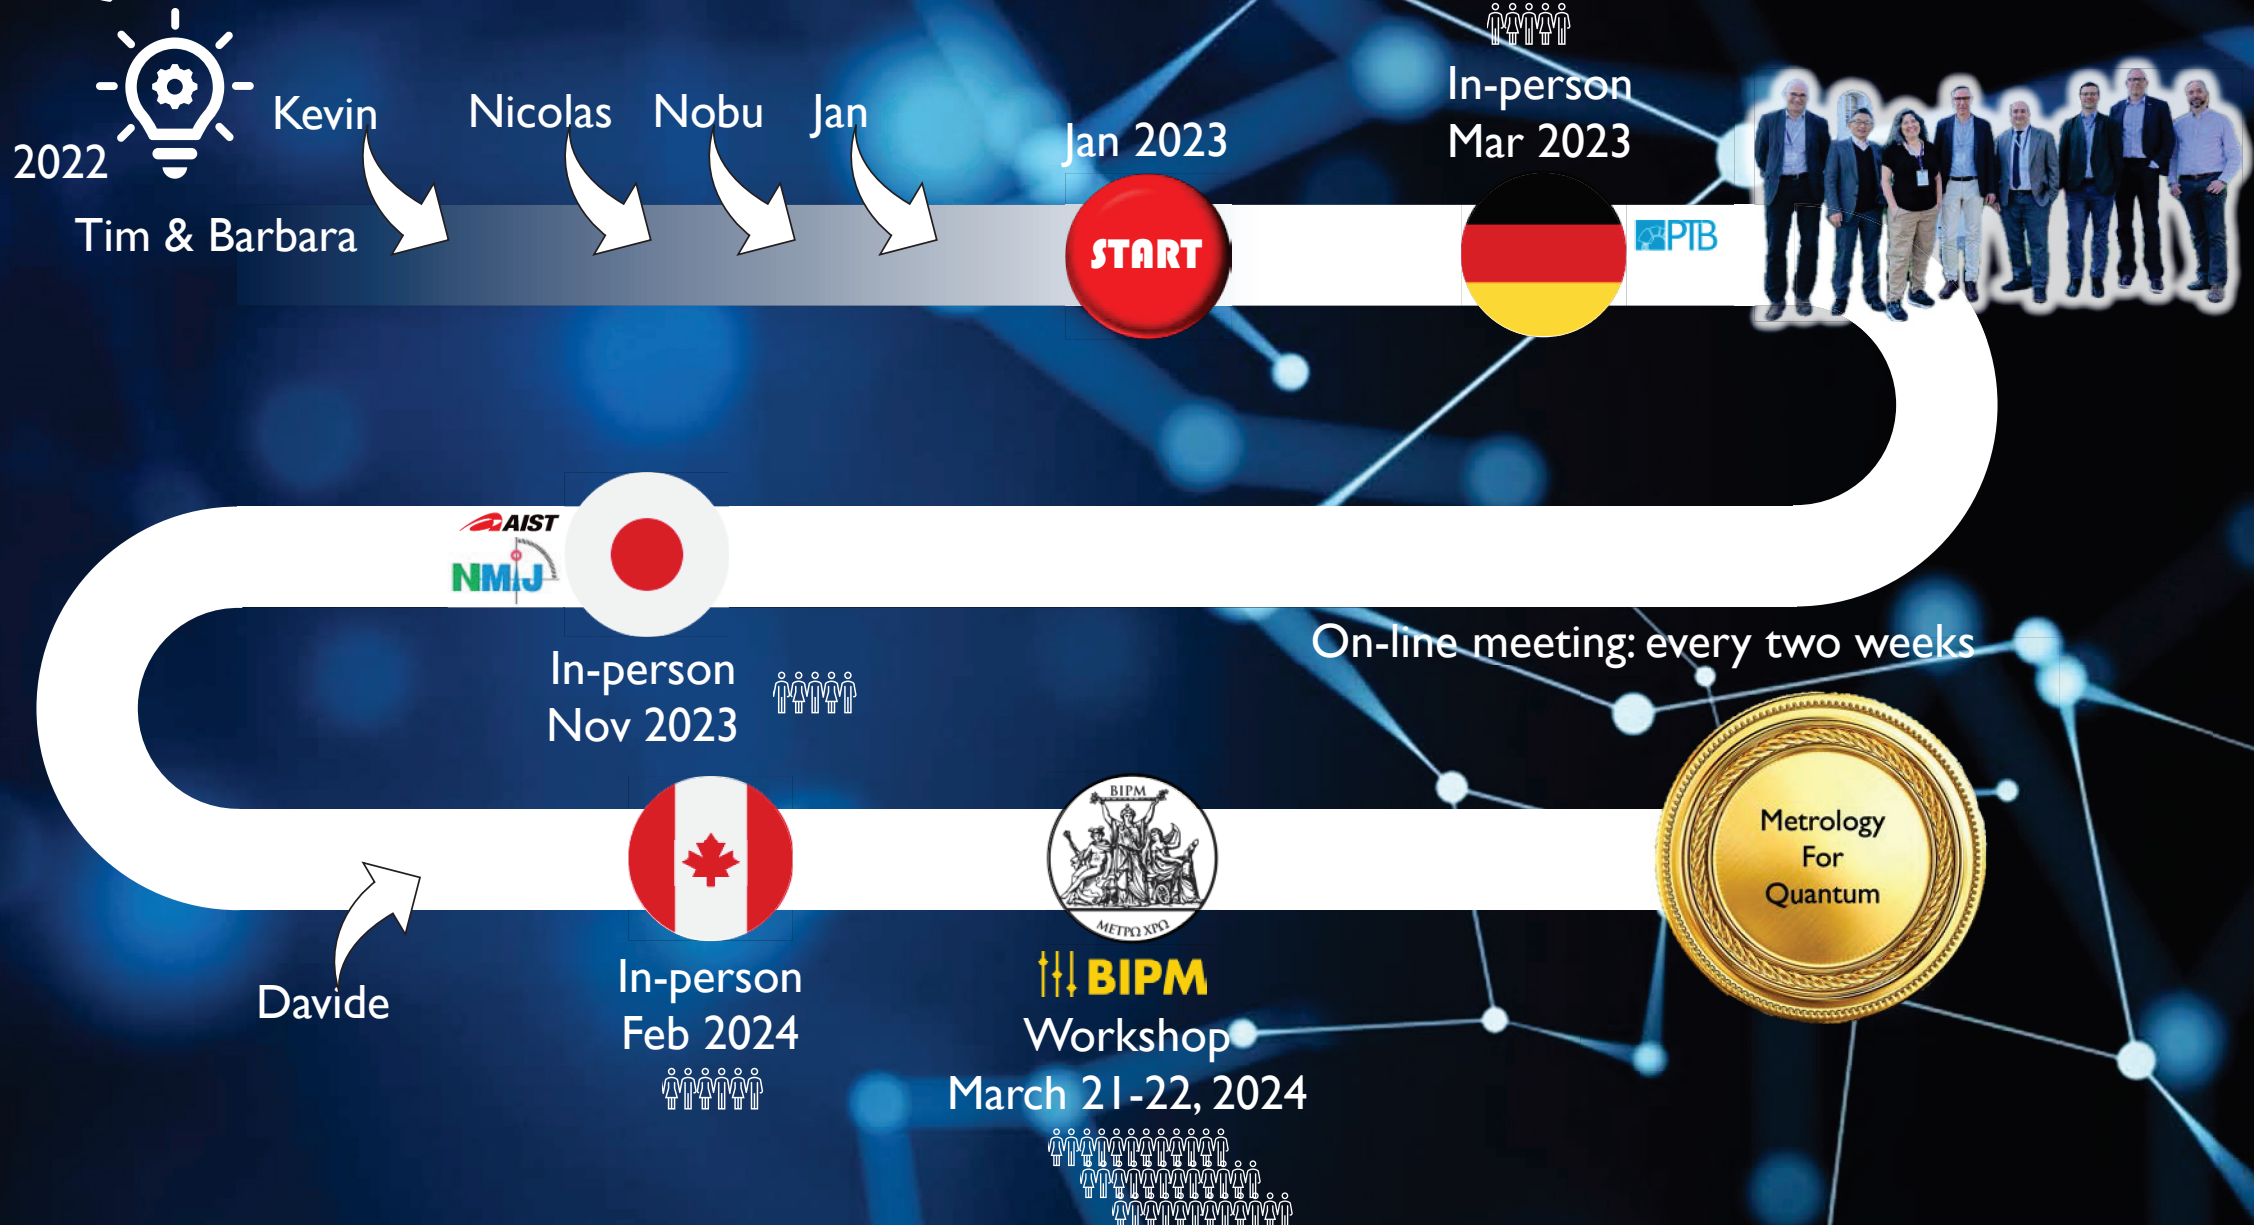 2022
Tim & Barbara
Kevin
Nicolas
Nobu
Jan
Jan 2023
START
In-person
Mar 2023
PTB
On-line meeting: every two weeks
AIST
NMIJ
In-person
Nov 2023
Davide
In-person
Feb 2024
BIPM
ΜΕΤΡΩ ΧΡΩ
BIPM
Workshop
March 21-22, 2024
Metrology
For
Quantum